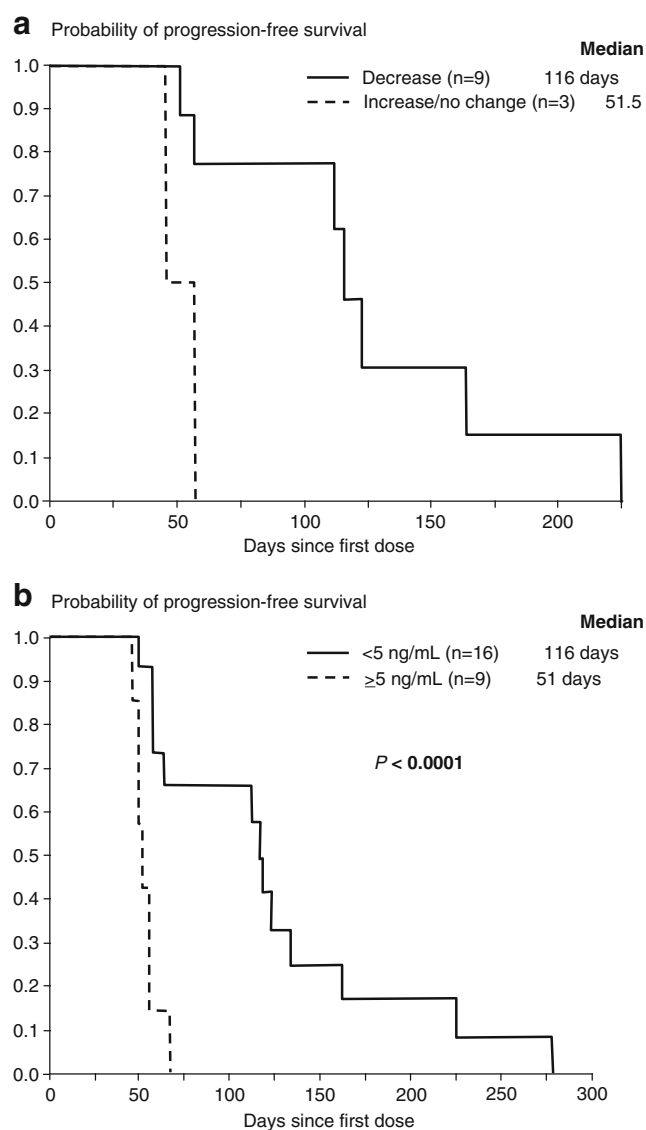 a Probability of progression-free survival
Median
Decrease (n=9) 116 days
Increase/no change (n=3) 51.5
1.0
0.9
0.8
0.7
0.6
0.5
0.4
0.3
0.2
0.1
0.0
0 50 100 150 200
Days since first dose
b Probability of progression-free survival
Median
<5 ng/mL (n=16) 116 days
≥5 ng/mL (n=9) 51 days
P < 0.0001
1.0
0.9
0.8
0.7
0.6
0.5
0.4
0.3
0.2
0.1
0.0
0 50 100 150 200 250 300
Days since first dose